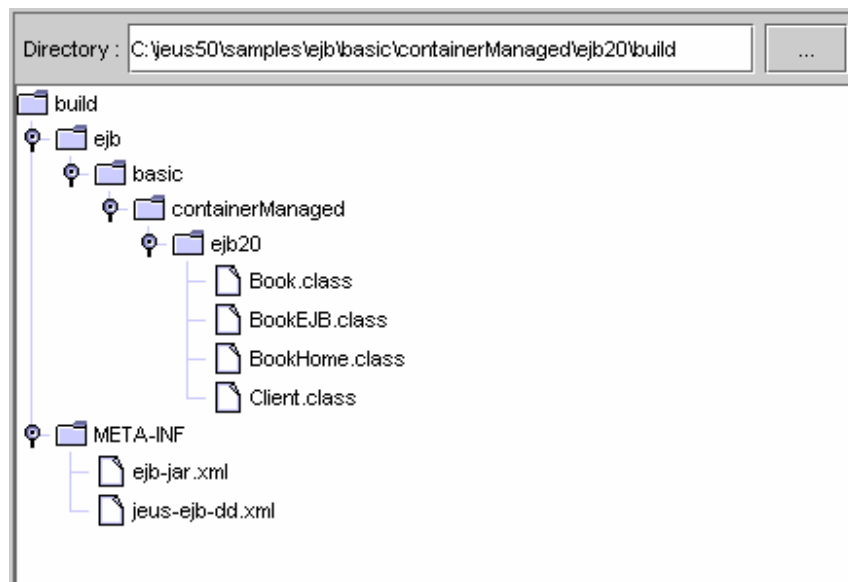 Directory : C:\jeus50\samples\ejb\basic\containerManaged\ejb20\build ...
build
ejb
basic
containerManaged
ejb20
Book.class
BookEJB.class
BookHome.class
Client.class
META-INF
ejb-jar.xml
jeus-ejb-dd.xml